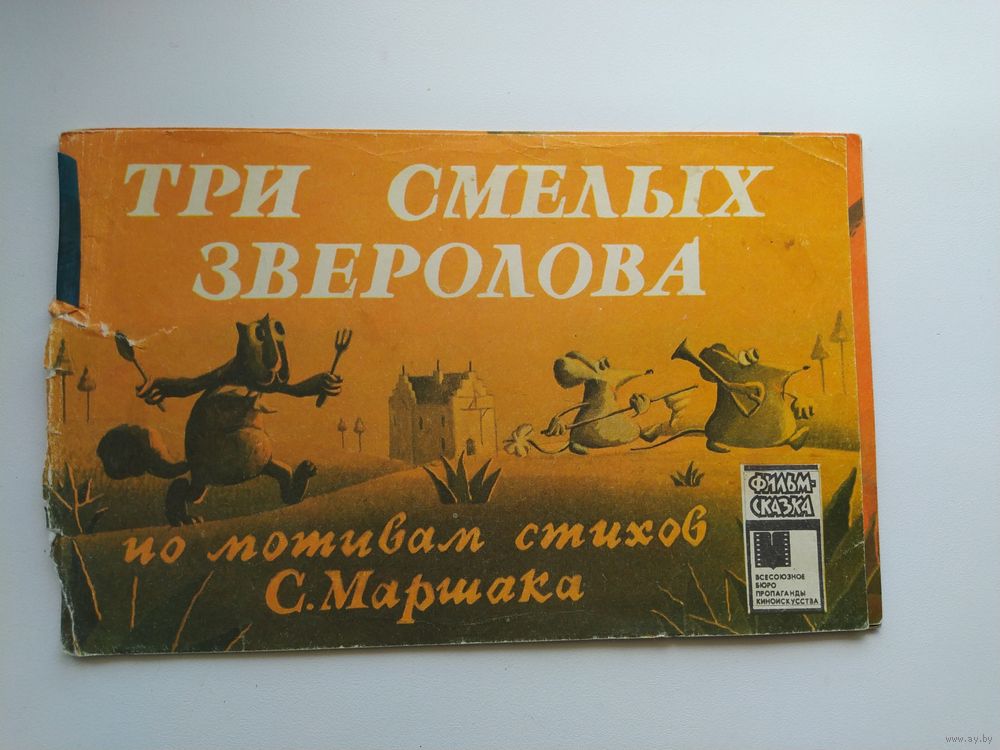 ТРИ СМЕЛЫХ
ЗВЕРОЛОВА
по мотивам стихов
С. Маршака
ФИЛЬМ-
СКАЗКА
ВСЕСОЮЗНОЕ
БЮРО
ПРОПАГАНДЫ
КИНОИСКУССТВА
www.ay.by